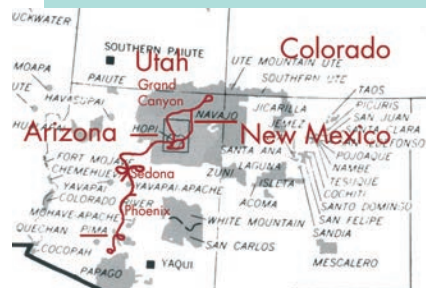 UCKWATER
SOUTHERN PAIUTE
Utah
Colorado
MOAPA
PAIUTE
UTE MOUNTAIN UTE
SOUTHERN UTE
UTE
Grand
Canyon
HAVASUPAI
NAVAJO
JICARILLA
TAOS
PICURIS
SAN JUAN
HU
Arizona
HOPI
JEMEZ
New Mexico
SANTA CLARA
SANTA ANA
POJOAQUE
FORT MOJAVE
ZUNI
LAGUNA
NAMBE
CHEMEHUEVI
Sedona
ISLETA
TESUQUE
YAVAPAI
YAVAPAI-APACHE
COCHITI
COLORADO RIVER
ACOMA
SANTO DOMINGO
MOHAVE-APACHE
Phoenix
WHITE MOUNTAIN
SAN FELIPE
QUECHAN
PIMA
SANDIA
COCOPAH
SAN CARLOS
YAQUI
MESCALERO
PAPAGO